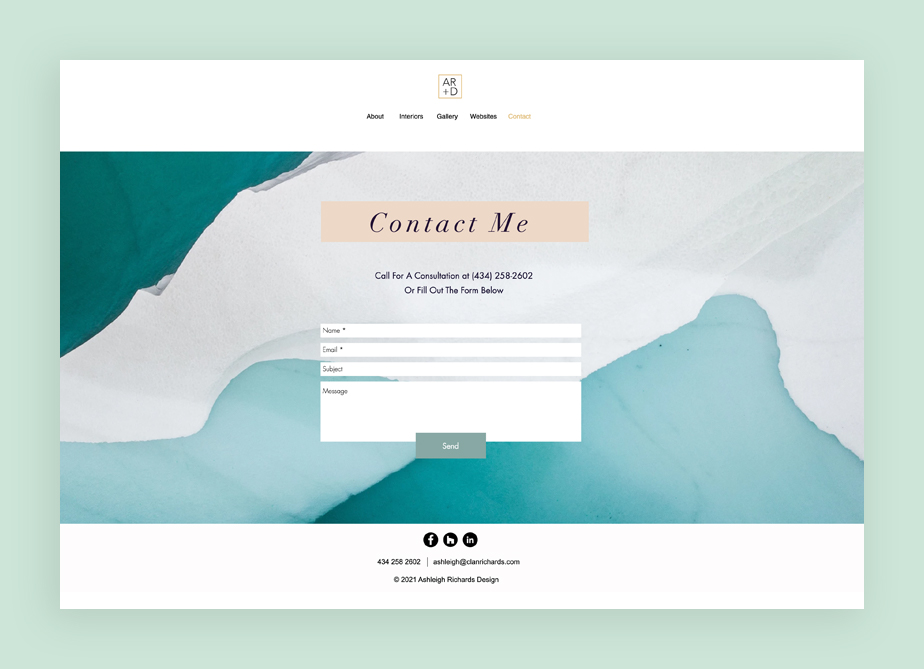 AR
+D
About Interiors Gallery Websites Contact
Contact Me
Call For A Consultation at (434) 258-2602
Or Fill Out The Form Below
Name *
Email *
Subject
Message
Send
434 258 2602 | ashleigh@clanrichards.com
© 2021 Ashleigh Richards Design